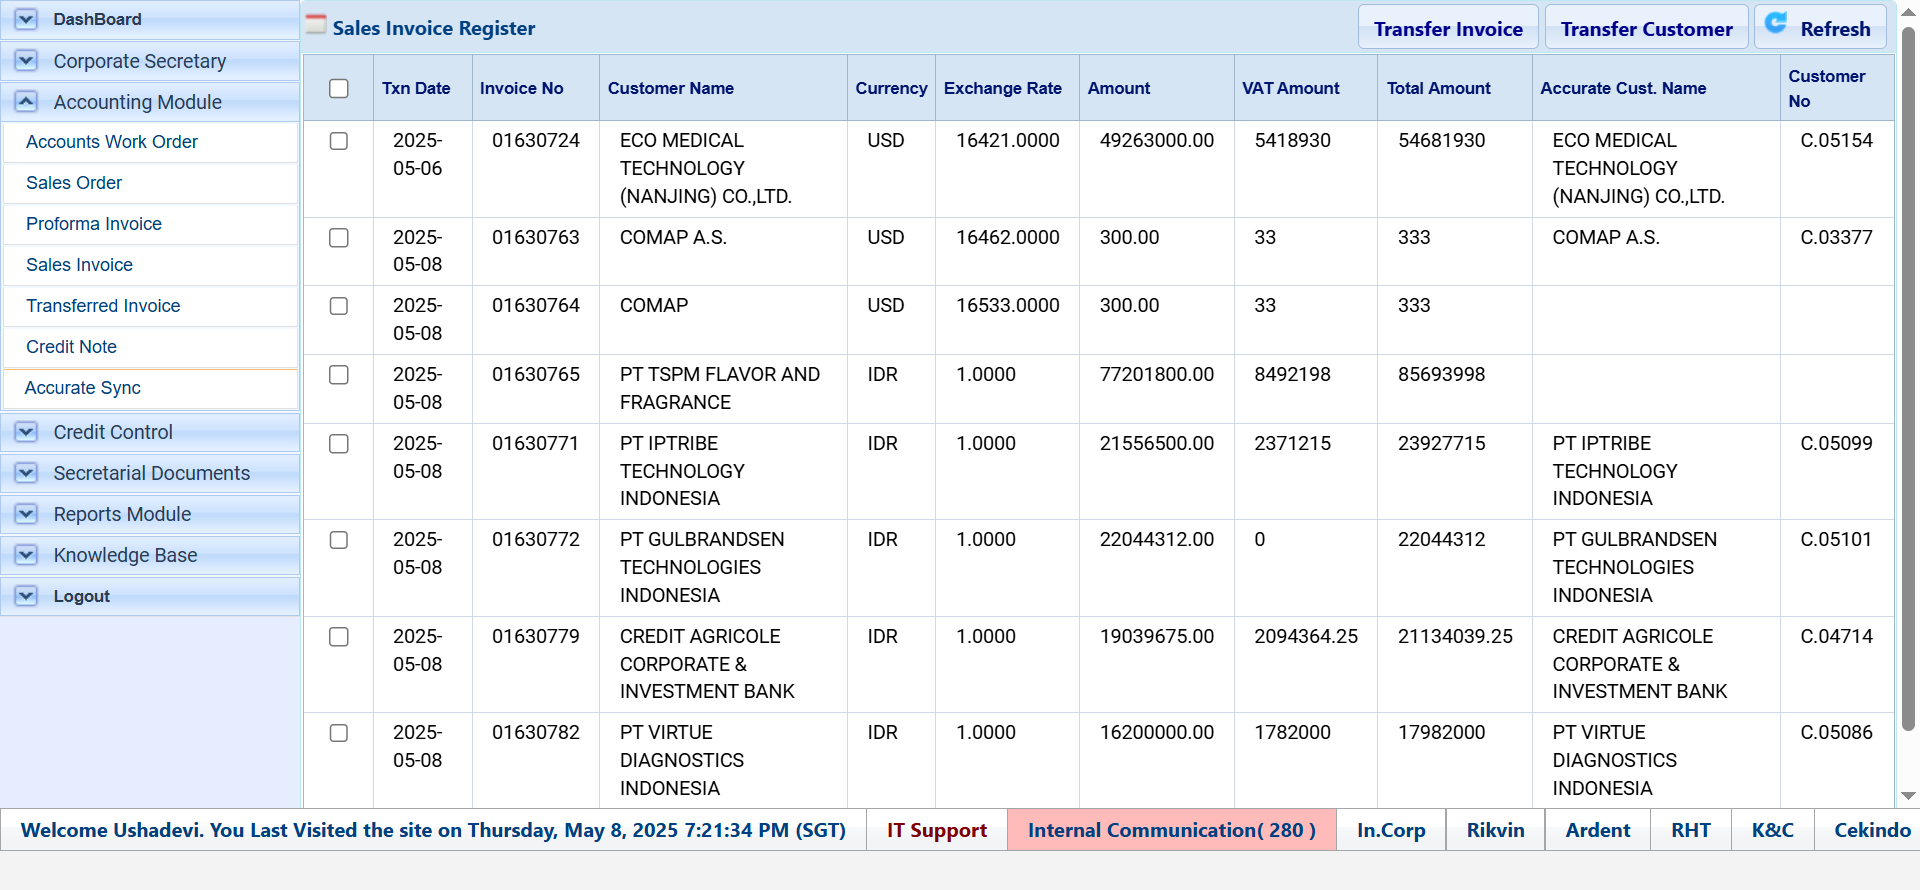 DashBoard
Corporate Secretary
Accounting Module
Accounts Work Order
Sales Order
Proforma Invoice
Sales Invoice
Transferred Invoice
Credit Note
Accurate Sync
Credit Control
Secretarial Documents
Reports Module
Knowledge Base
Logout
Sales Invoice Register
Transfer Invoice
Transfer Customer
Refresh
Txn Date Invoice No Customer Name Currency Exchange Rate Amount VAT Amount Total Amount Accurate Cust. Name Customer
No
2025- 01630724 ECO MEDICAL USD 16421.0000 49263000.00 5418930 54681930 ECO MEDICAL C.05154
05-06 TECHNOLOGY TECHNOLOGY
(NANJING) CO.,LTD. (NANJING) CO.,LTD.
2025- 01630763 COMAP A.S. USD 16462.0000 300.00 33 333 COMAP A.S. C.03377
05-08
2025- 01630764 COMAP USD 16533.0000 300.00 33 333
05-08
2025- 01630765 PT TSPM FLAVOR AND IDR 1.0000 77201800.00 8492198 85693998
05-08 FRAGRANCE
2025- 01630771 PT IPTRIBE IDR 1.0000 21556500.00 2371215 23927715 PT IPTRIBE C.05099
05-08 TECHNOLOGY TECHNOLOGY
INDONESIA INDONESIA
2025- 01630772 PT GULBRANDSEN IDR 1.0000 22044312.00 0 22044312 PT GULBRANDSEN C.05101
05-08 TECHNOLOGIES TECHNOLOGIES
INDONESIA INDONESIA
2025- 01630779 CREDIT AGRICOLE IDR 1.0000 19039675.00 2094364.25 21134039.25 CREDIT AGRICOLE C.04714
05-08 CORPORATE & CORPORATE &
INVESTMENT BANK INVESTMENT BANK
2025- 01630782 PT VIRTUE IDR 1.0000 16200000.00 1782000 17982000 PT VIRTUE C.05086
05-08 DIAGNOSTICS DIAGNOSTICS
INDONESIA INDONESIA
Welcome Ushadevi. You Last Visited the site on Thursday, May 8, 2025 7:21:34 PM (SGT) IT Support Internal Communication( 280 ) In.Corp Rikvin Ardent RHT K&C Cekindo